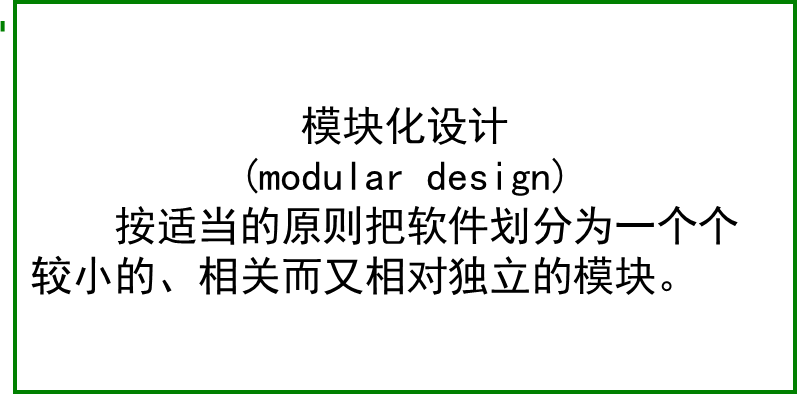 模块化设计
(modular design)
按适当的原则把软件划分为一个个
较小的、相关而又相对独立的模块。